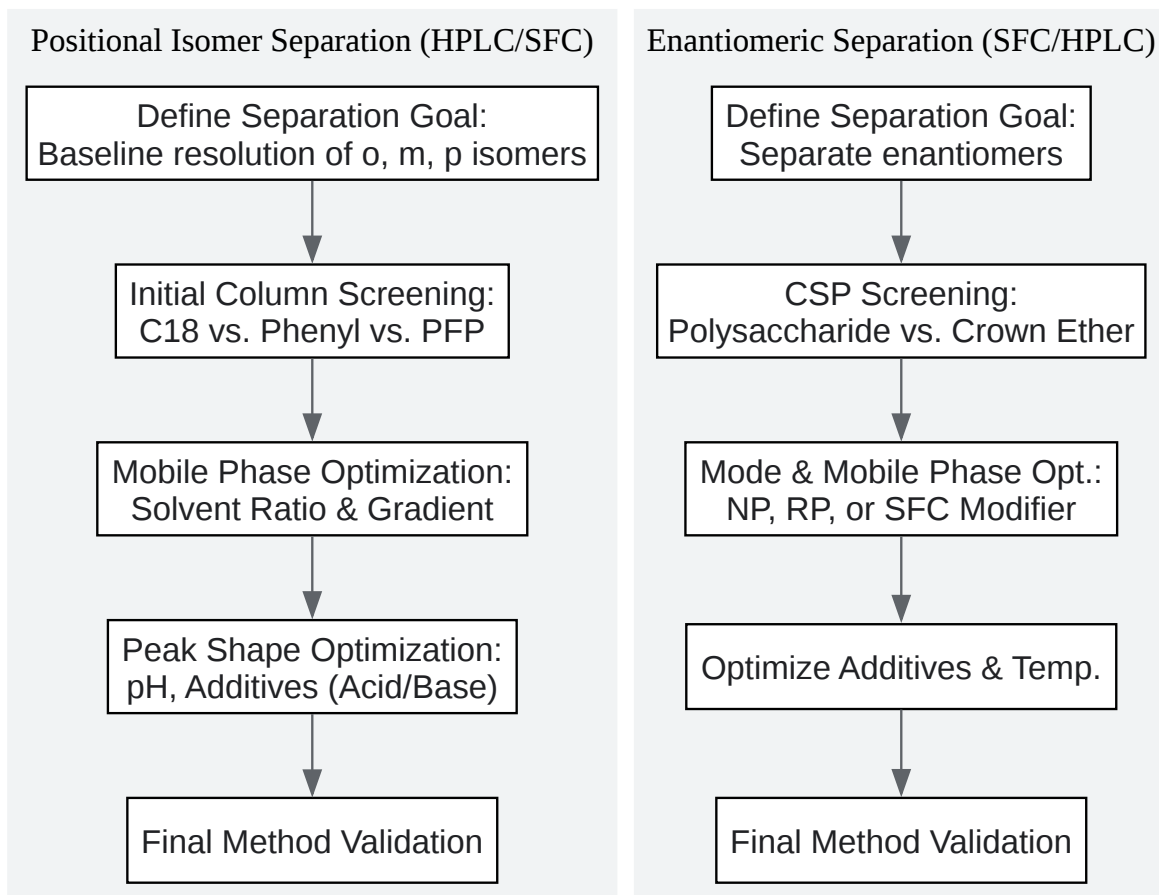 Positional Isomer Separation (HPLC/SFC)
Define Separation Goal:
Baseline resolution of o, m, p isomers
Initial Column Screening:
C18 vs. Phenyl vs. PFP
Mobile Phase Optimization:
Solvent Ratio & Gradient
Peak Shape Optimization:
pH, Additives (Acid/Base)
Final Method Validation
Enantiomeric Separation (SFC/HPLC)
Define Separation Goal:
Separate enantiomers
CSP Screening:
Polysaccharide vs. Crown Ether
Mode & Mobile Phase Opt.:
NP, RP, or SFC Modifier
Optimize Additives & Temp.
Final Method Validation